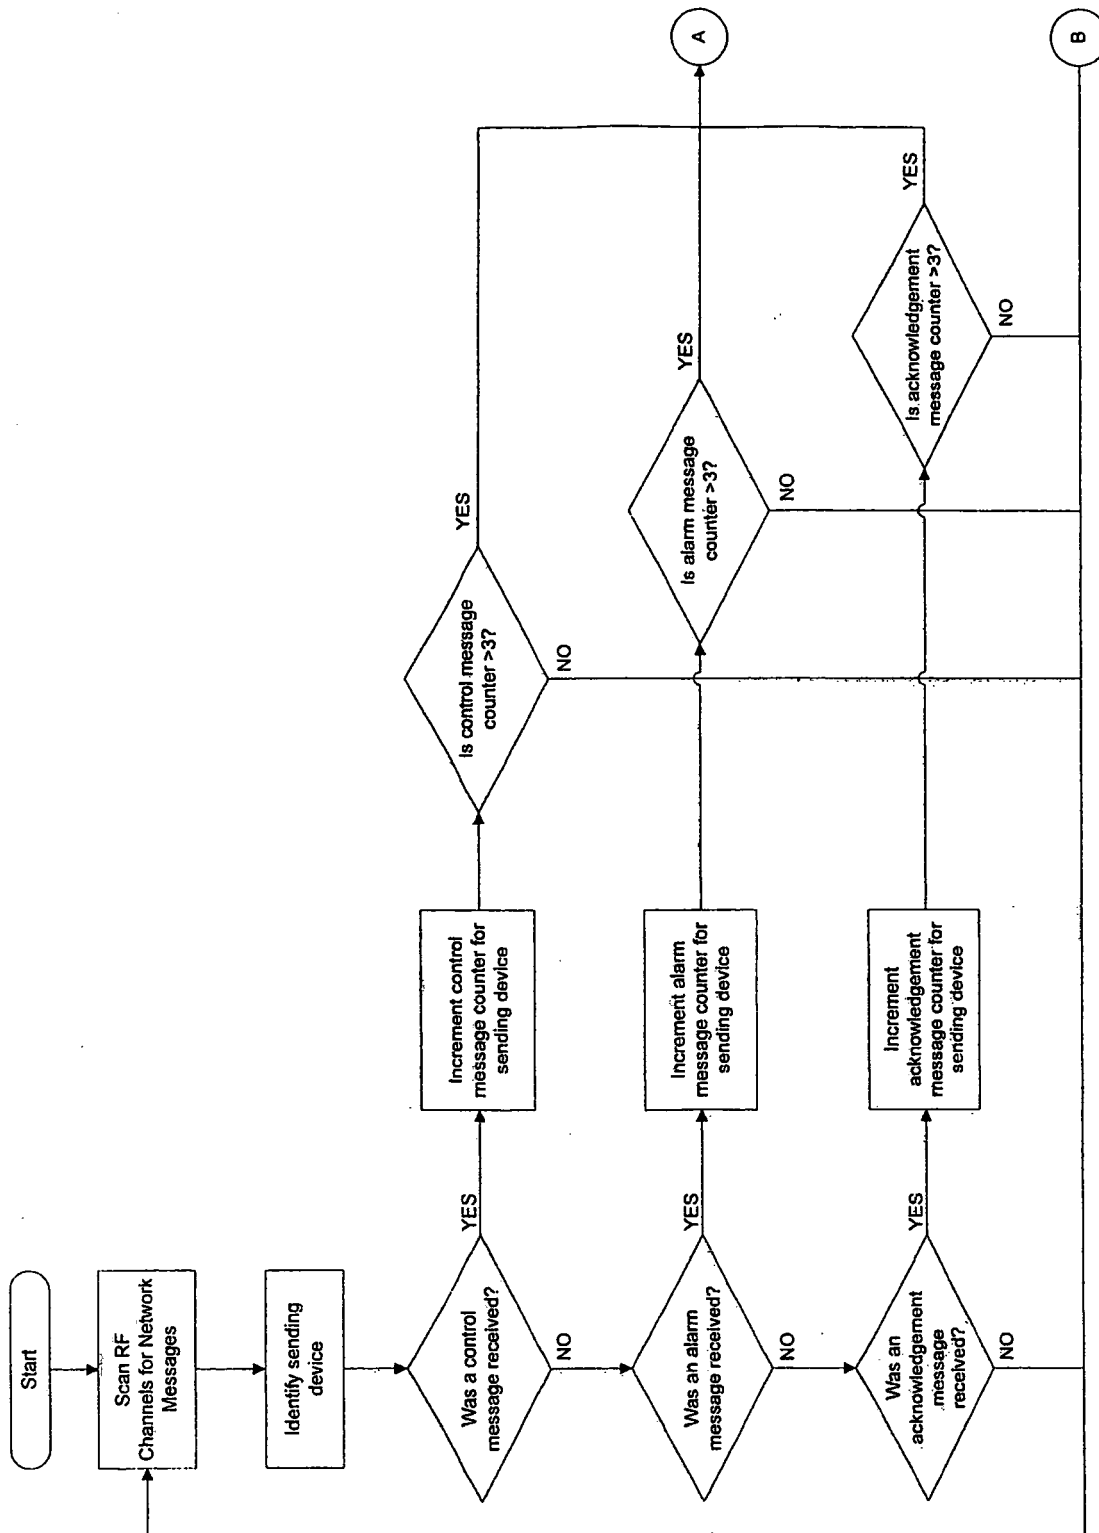 Start
Scan RF
Channels for Network
Messages
Identify sending
device
Was a control
message received?
YES
NO
Increment control
message counter for
sending device
Is control message
counter >3?
YES
NO
Was an alarm
message received?
YES
NO
Increment alarm
message counter for
sending device
Is alarm message
counter >3?
YES
NO
A
Was an
acknowledgement
message
received?
YES
NO
Increment
acknowledgement
message counter for
sending device
Is acknowledgement
message counter >3?
YES
NO
B